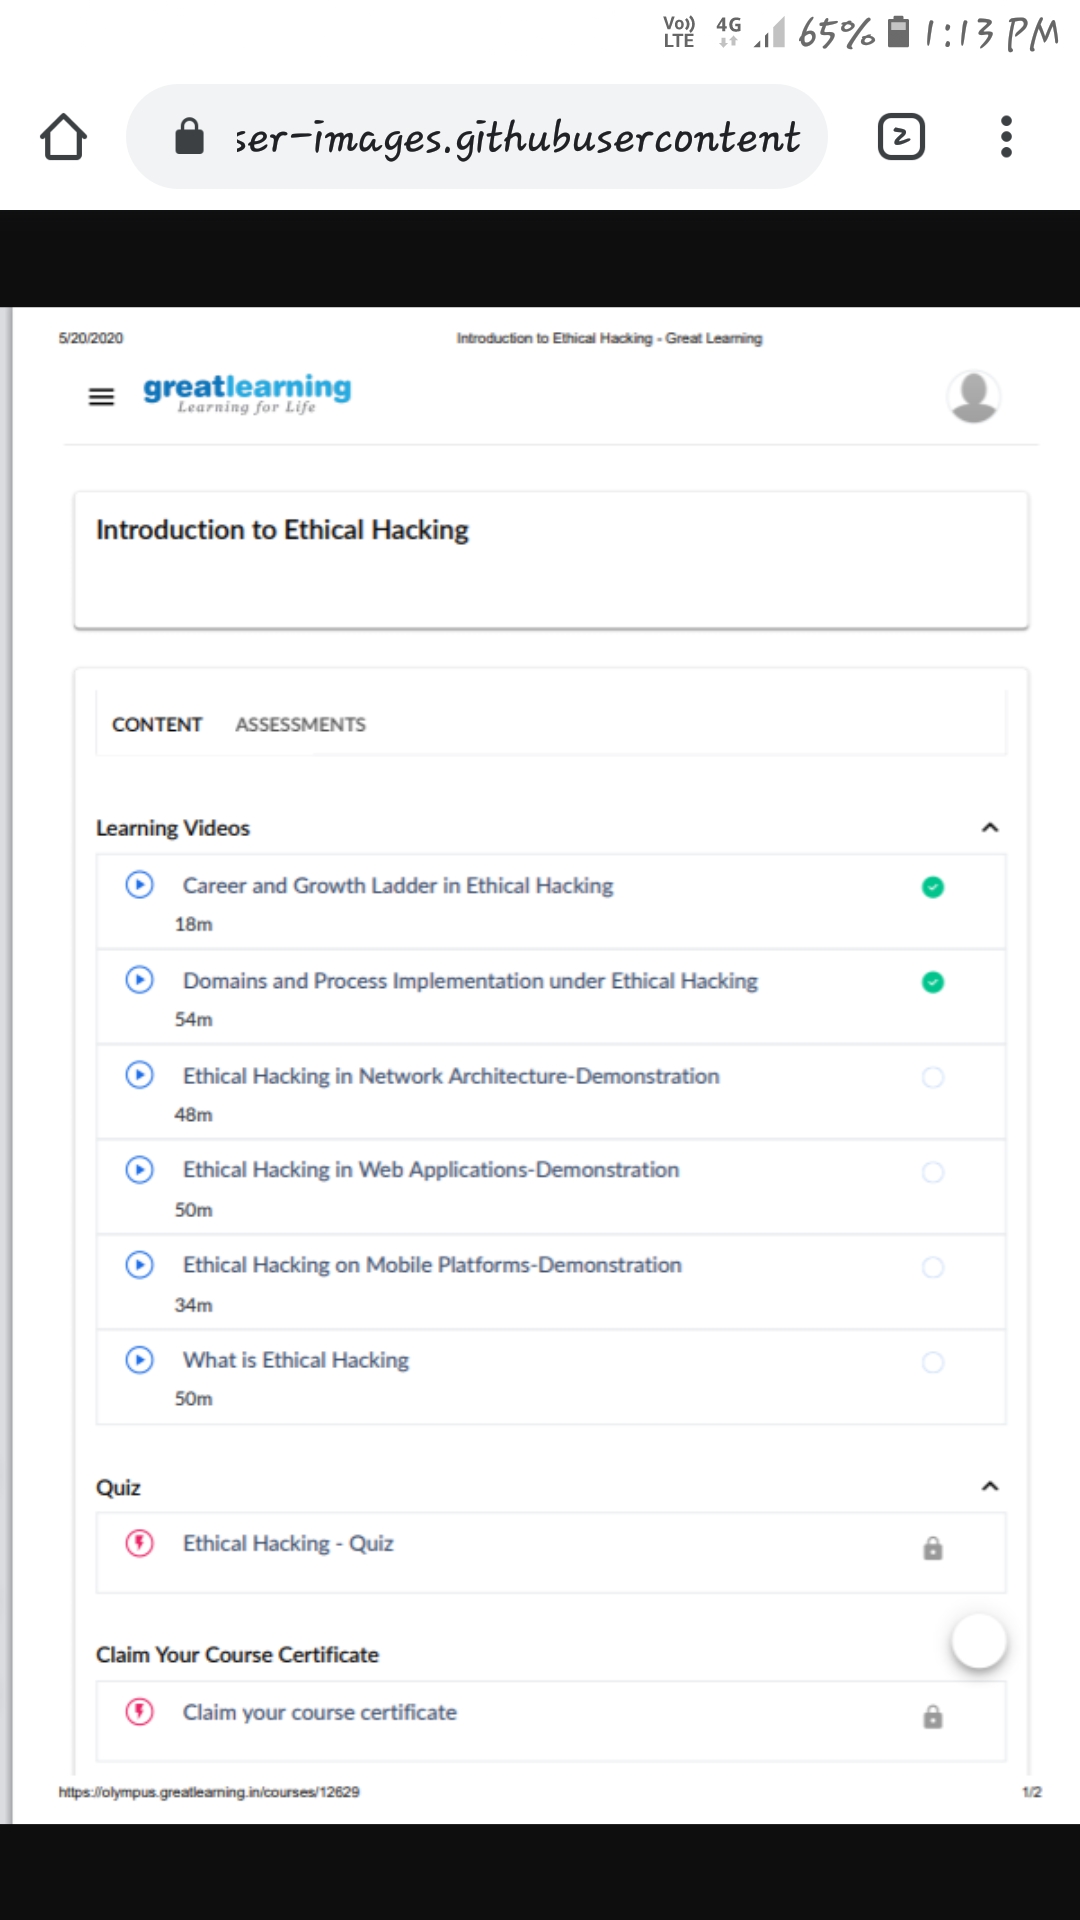 Vo)) LTE 4G 65% 1:13 PM
ser-images.githubusercontent 2
5/20/2020 Introduction to Ethical Hacking - Great Learning
greatlearning
Learning for Life
Introduction to Ethical Hacking
CONTENT ASSESSMENTS
Learning Videos
Career and Growth Ladder in Ethical Hacking
18m
Domains and Process Implementation under Ethical Hacking
54m
Ethical Hacking in Network Architecture-Demonstration
48m
Ethical Hacking in Web Applications-Demonstration
50m
Ethical Hacking on Mobile Platforms-Demonstration
34m
What is Ethical Hacking
50m
Quiz
Ethical Hacking - Quiz
Claim Your Course Certificate
Claim your course certificate
https://olympus.greatlearning.in/courses/12629 1/2